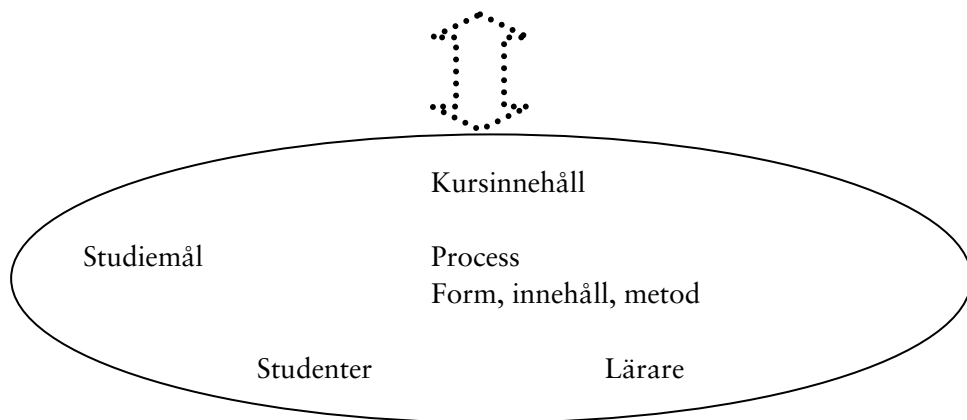 Kursinnehåll
Studiemål Process
Form, innehåll, metod
Studenter Lärare